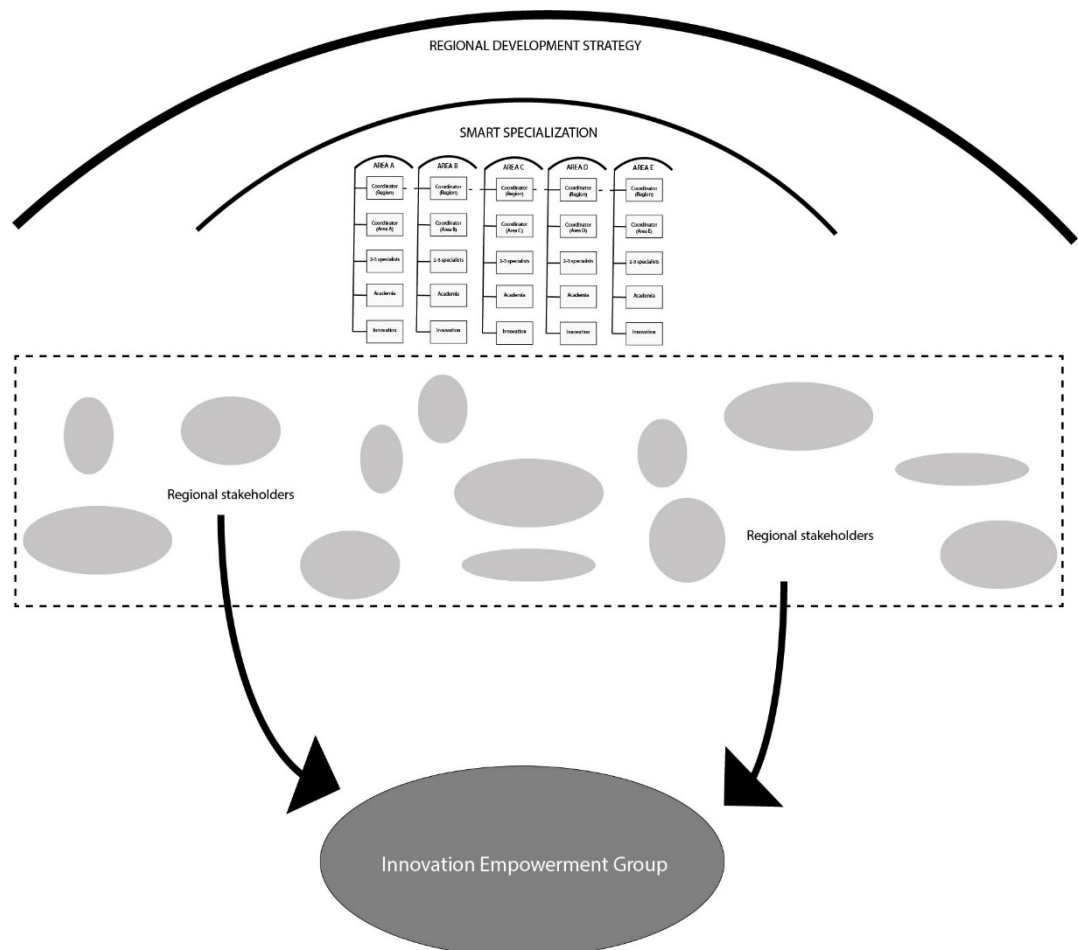 REGIONAL DEVELOPMENT STRATEGY
SMART SPECIALIZATION
AREA A
AREA B
AREA C
AREA D
AREA E
Coordinator
(Region)
Coordinator
(Region)
Coordinator
(Region)
Coordinator
(Region)
Coordinator
(Region)
Coordinator
(Area A)
Coordinator
(Area B)
Coordinator
(Area C)
Coordinator
(Area D)
Coordinator
(Area E)
2-3 specialists
2-3 specialists
2-3 specialists
2-3 specialists
2-3 specialists
Academia
Academia
Academia
Academia
Academia
Innovation
Innovation
Innovation
Innovation
Innovation
Regional stakeholders
Regional stakeholders
Innovation Empowerment Group